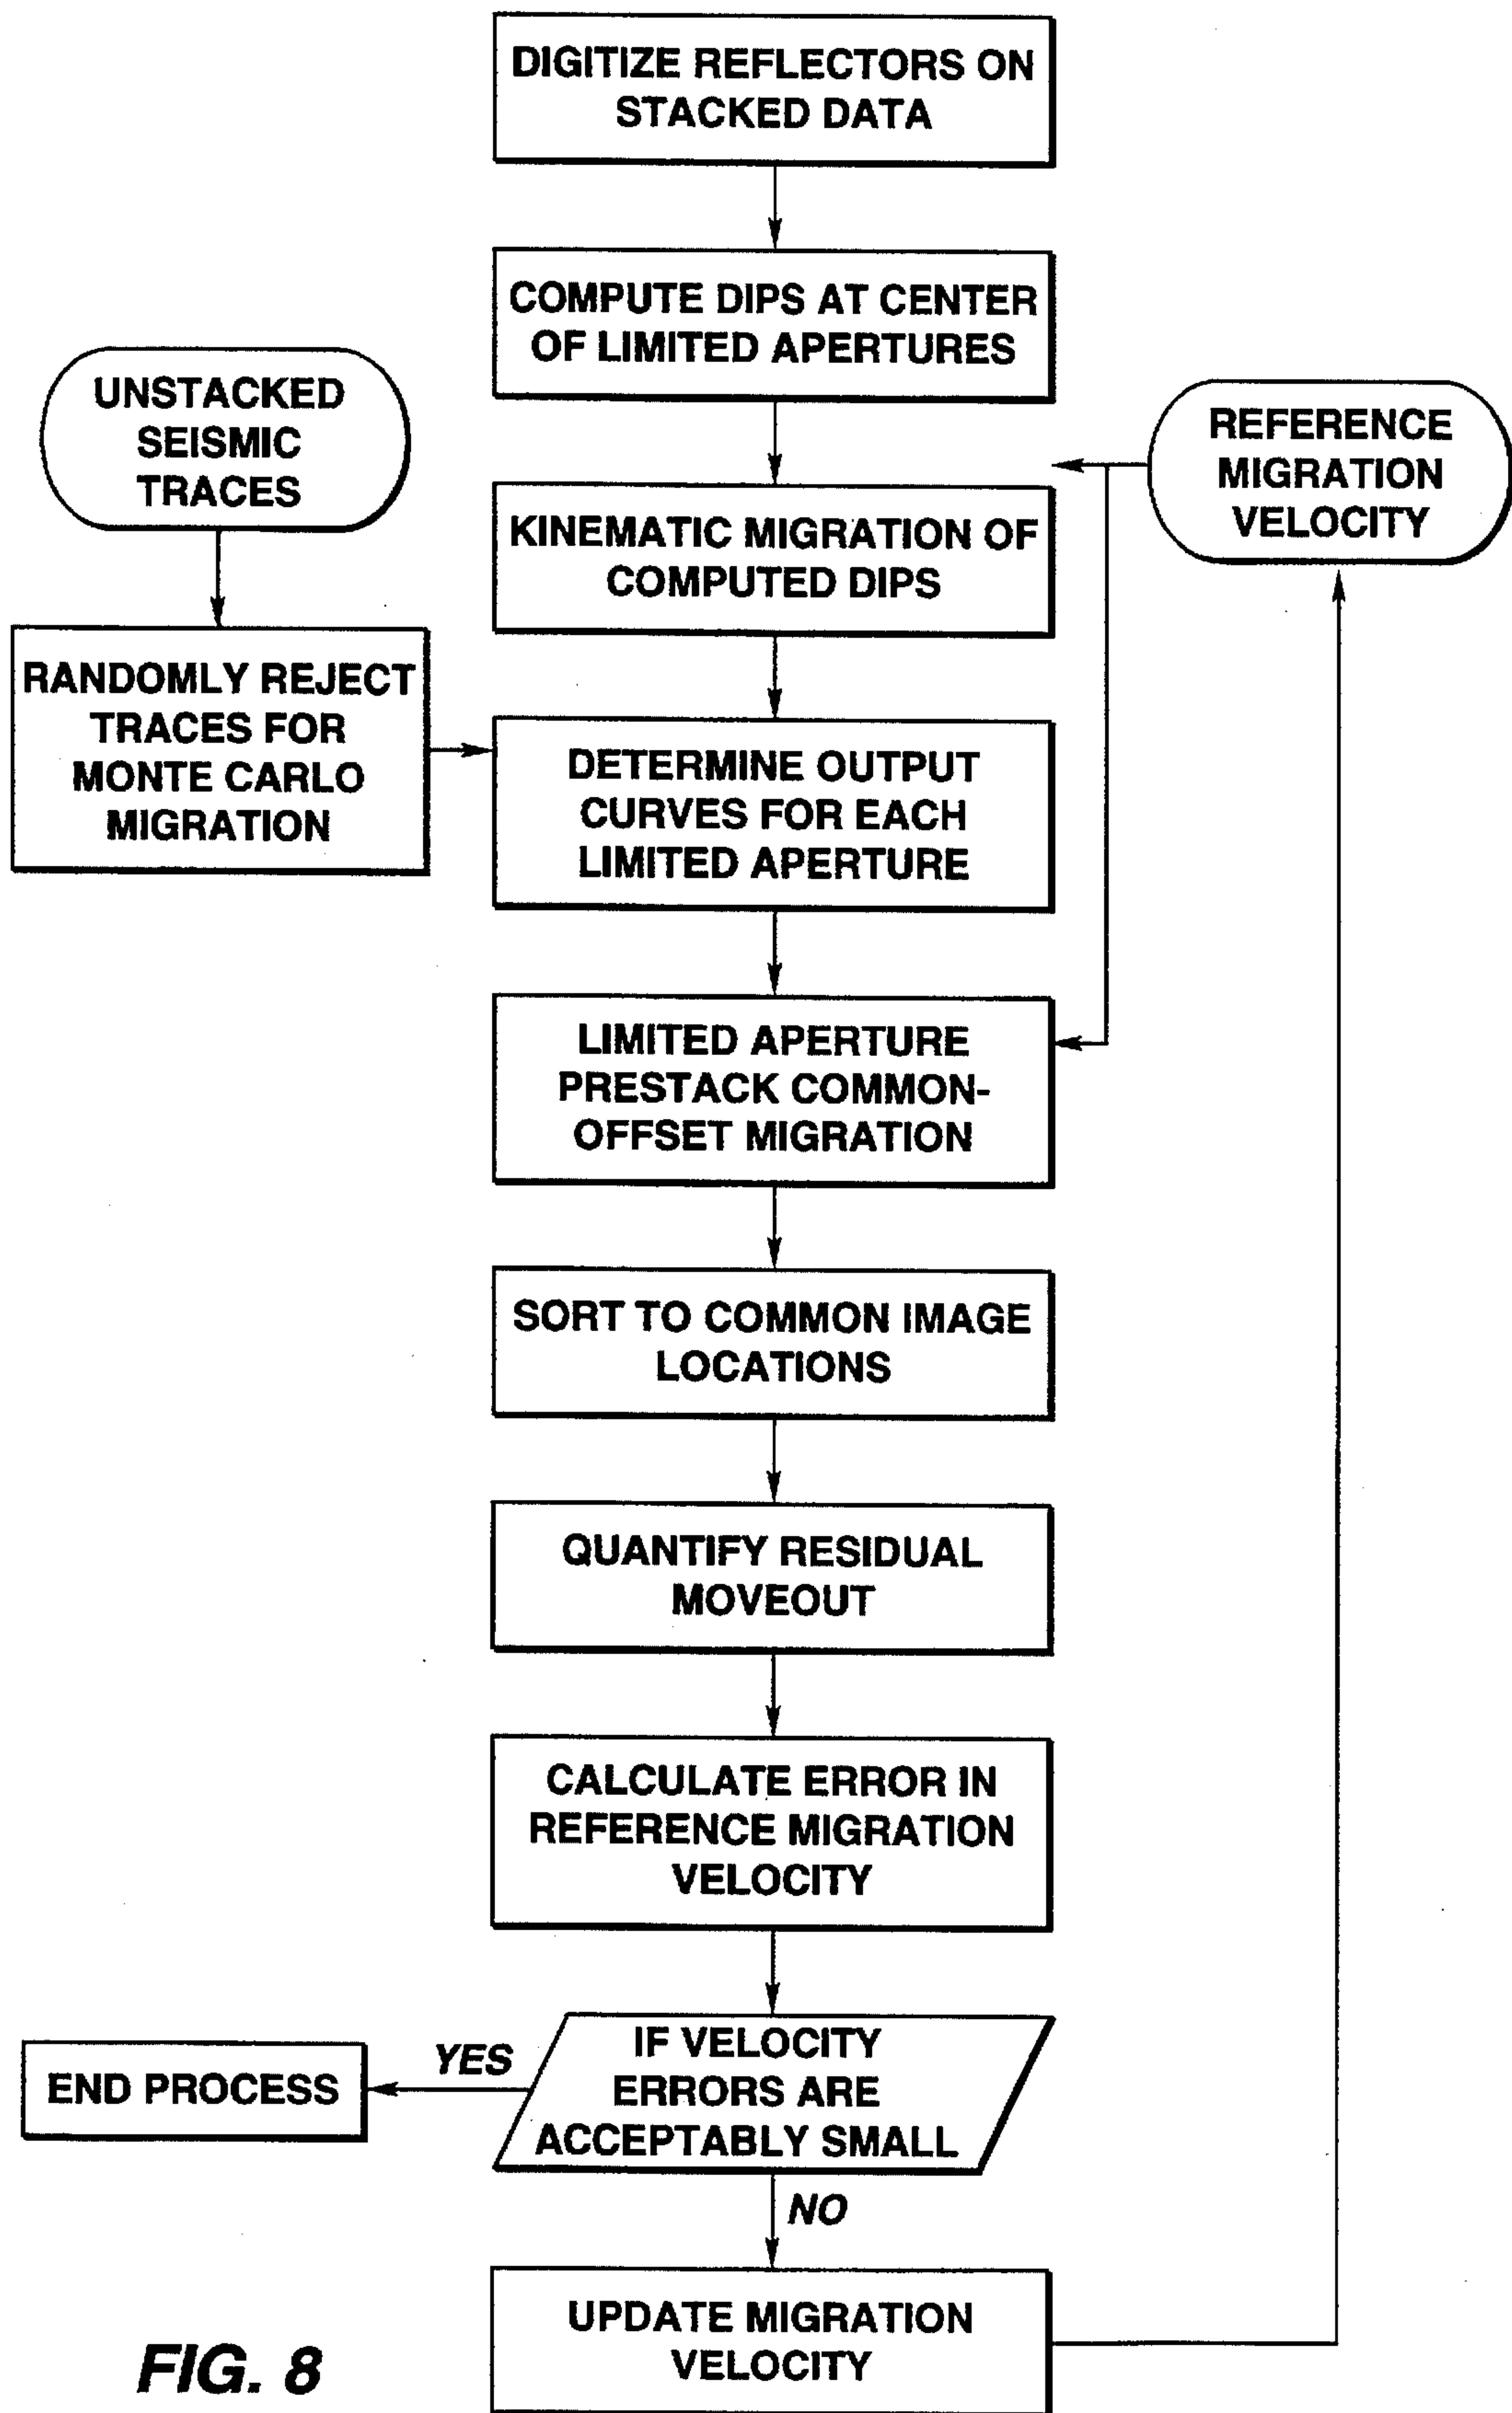 DIGITIZE REFLECTORS ON
STACKED DATA
COMPUTE DIPS AT CENTER
OF LIMITED APERTURES
UNSTACKED
SEISMIC
TRACES
REFERENCE
MIGRATION
VELOCITY
KINEMATIC MIGRATION OF
COMPUTED DIPS
RANDOMLY REJECT
TRACES FOR
MONTE CARLO
MIGRATION
DETERMINE OUTPUT
CURVES FOR EACH
LIMITED APERTURE
LIMITED APERTURE
PRESTACK COMMON-
OFFSET MIGRATION
SORT TO COMMON IMAGE
LOCATIONS
QUANTIFY RESIDUAL
MOVEOUT
CALCULATE ERROR IN
REFERENCE MIGRATION
VELOCITY
IF VELOCITY
ERRORS ARE
ACCEPTABLY SMALL
YES
END PROCESS
NO
UPDATE MIGRATION
VELOCITY
FIG. 8